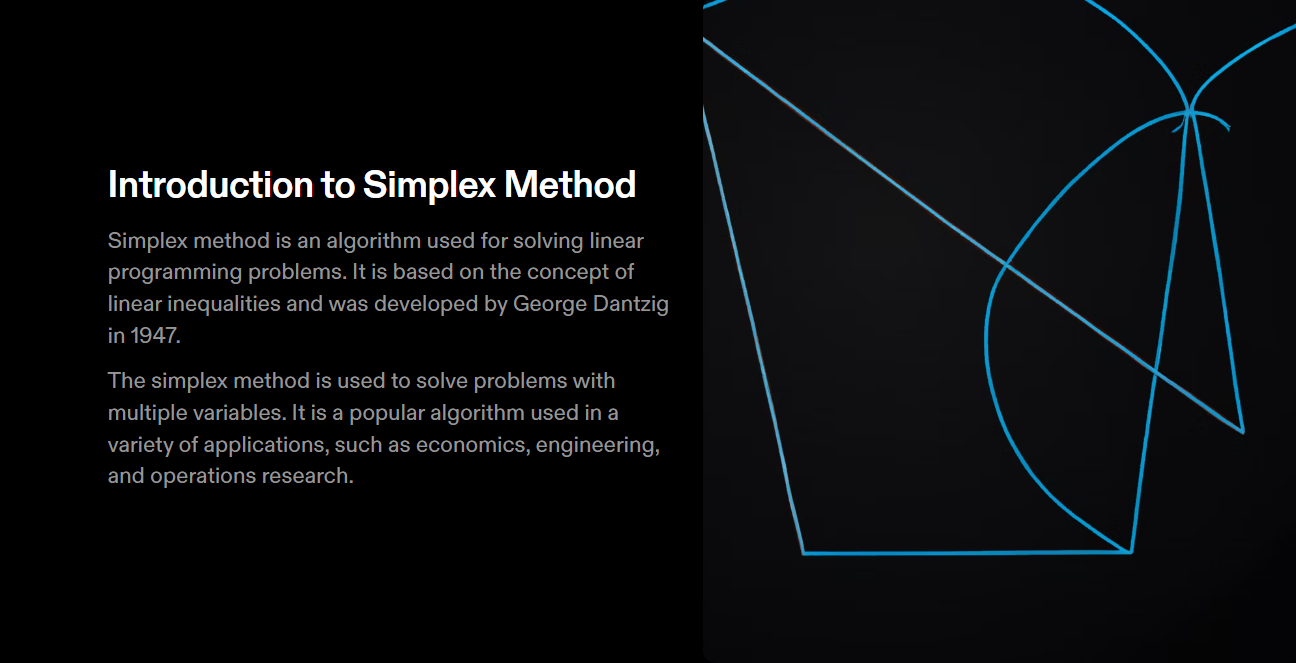 Introduction to Simplex Method
Simplex method is an algorithm used for solving linear
programming problems. It is based on the concept of
linear inequalities and was developed by George Dantzig
in 1947.
The simplex method is used to solve problems with
multiple variables. It is a popular algorithm used in a
variety of applications, such as economics, engineering,
and operations research.